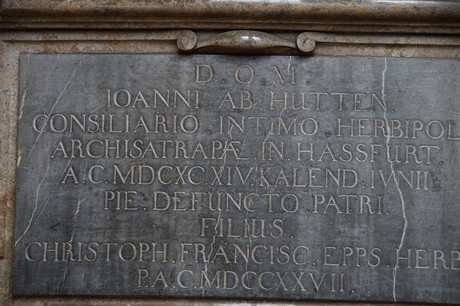 D. O. M
IOANNI. AB. HUTTEN.
CONSILIARIO. INTIMO. HERBIPOL
ARCHISATRAPÆ. IN. HASSFURT
A.C.MDCXC.XIV.KALEND.IVNII.
PIE.DEFUNCTO.PATRI.
FILIUS.
CHRISTOPH.FRANCISC.EPPS.HERB
P.A.C.MDCCXXVII.